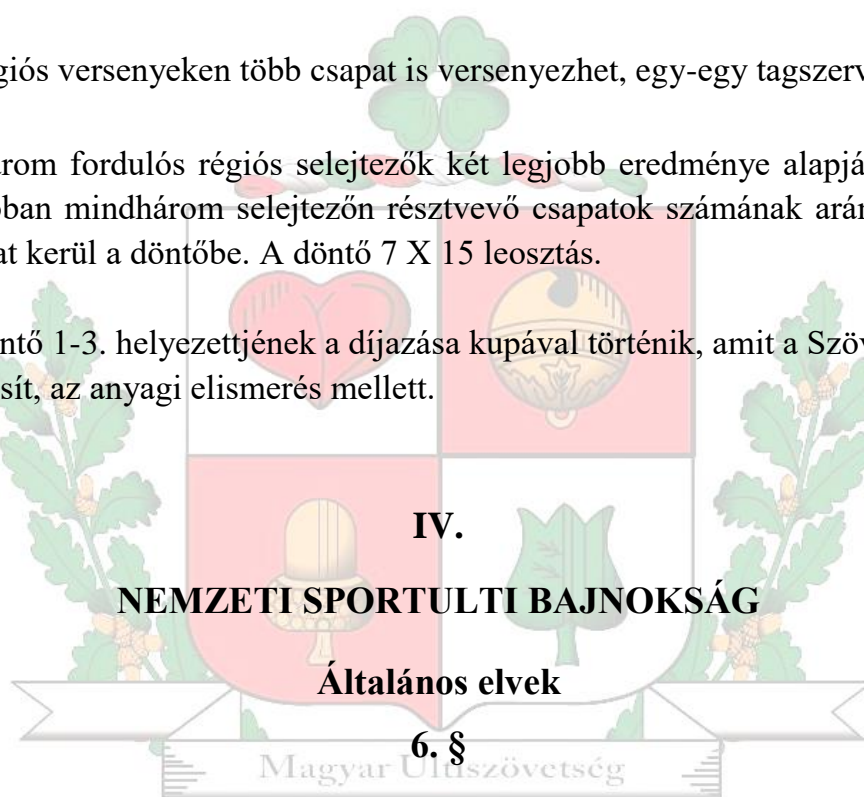 giós versenyeken több csapat is versenyezhet, egy-egy tagszerv
rom fordulós régiós selejtezők két legjobb eredménye alapjá
bban mindhárom selejtezőn résztvevő csapatok számának arán
at kerül a döntőbe. A döntő 7 X 15 leosztás.
ntő 1-3. helyezettjének a díjazása kupával történik, amit a Szöv
sít, az anyagi elismerés mellett.
IV.
NEMZETI SPORTULTI BAJNOKSÁG
Általános elvek
6. §
Magyar Ultiszövetség